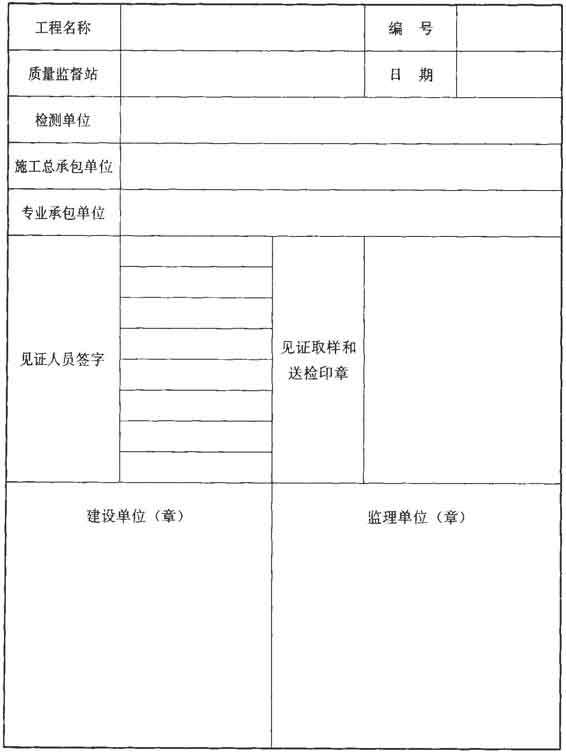 工程名称
编 号
质量监督站
日 期
检测单位
施工总承包单位
专业承包单位
见证人员签字
见证取样和
送检印章
建设单位（章）
监理单位（章）